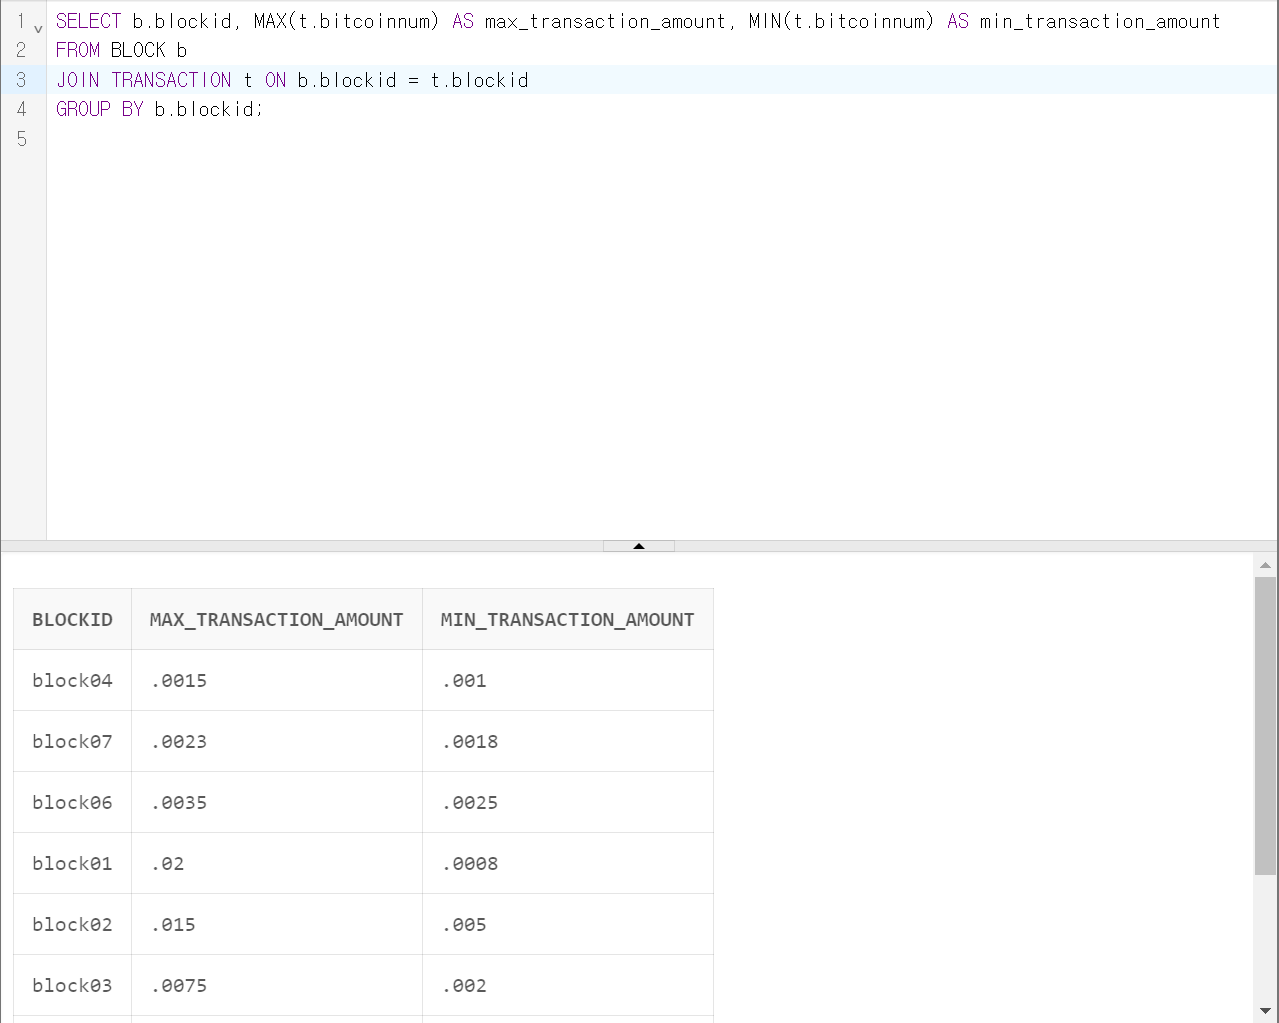 1 SELECT b.blockid, MAX(t.bitcoinnum) AS max_transaction_amount, MIN(t.bitcoinnum) AS min_transaction_amount
2 FROM BLOCK b
3 JOIN TRANSACTION t ON b.blockid = t.blockid
4 GROUP BY b.blockid;
5
BLOCKID MAX_TRANSACTION_AMOUNT MIN_TRANSACTION_AMOUNT
block04 .0015 .001
block07 .0023 .0018
block06 .0035 .0025
block01 .02 .0008
block02 .015 .005
block03 .0075 .002